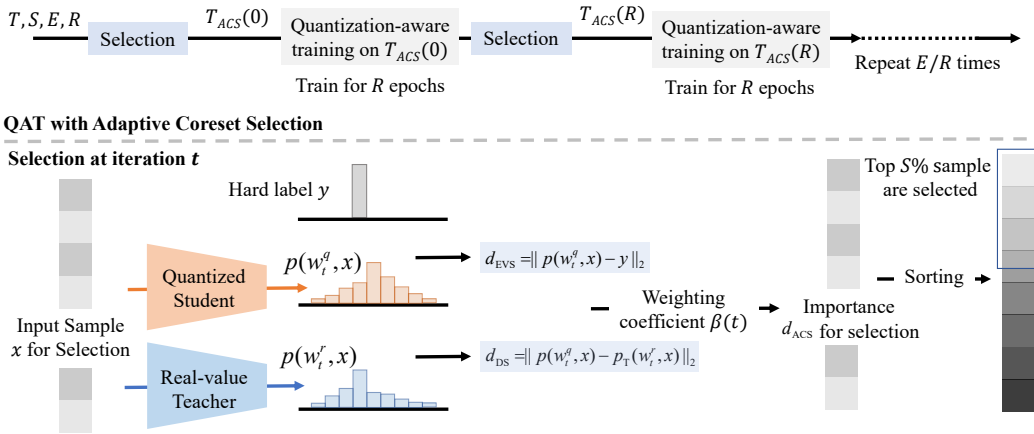 T, S, E, R
Selection
T_ACS(0)
Quantization-aware
training on T_ACS(0)
Train for R epochs
Selection
T_ACS(R)
Quantization-aware
training on T_ACS(R)
Train for R epochs
Repeat E/R times
QAT with Adaptive Coreset Selection
Selection at iteration t
Hard label y
Input Sample
x for Selection
Quantized
Student
p(w_t^q, x)
d_EVS =|| p(w_t^q, x) − y ||_2
Real-value
Teacher
p(w_t^r, x)
d_DS =|| p(w_t^q, x) − p_T(w_t^r, x) ||_2
Weighting
coefficient β(t)
Importance
d_ACS for selection
Sorting
Top S% sample
are selected